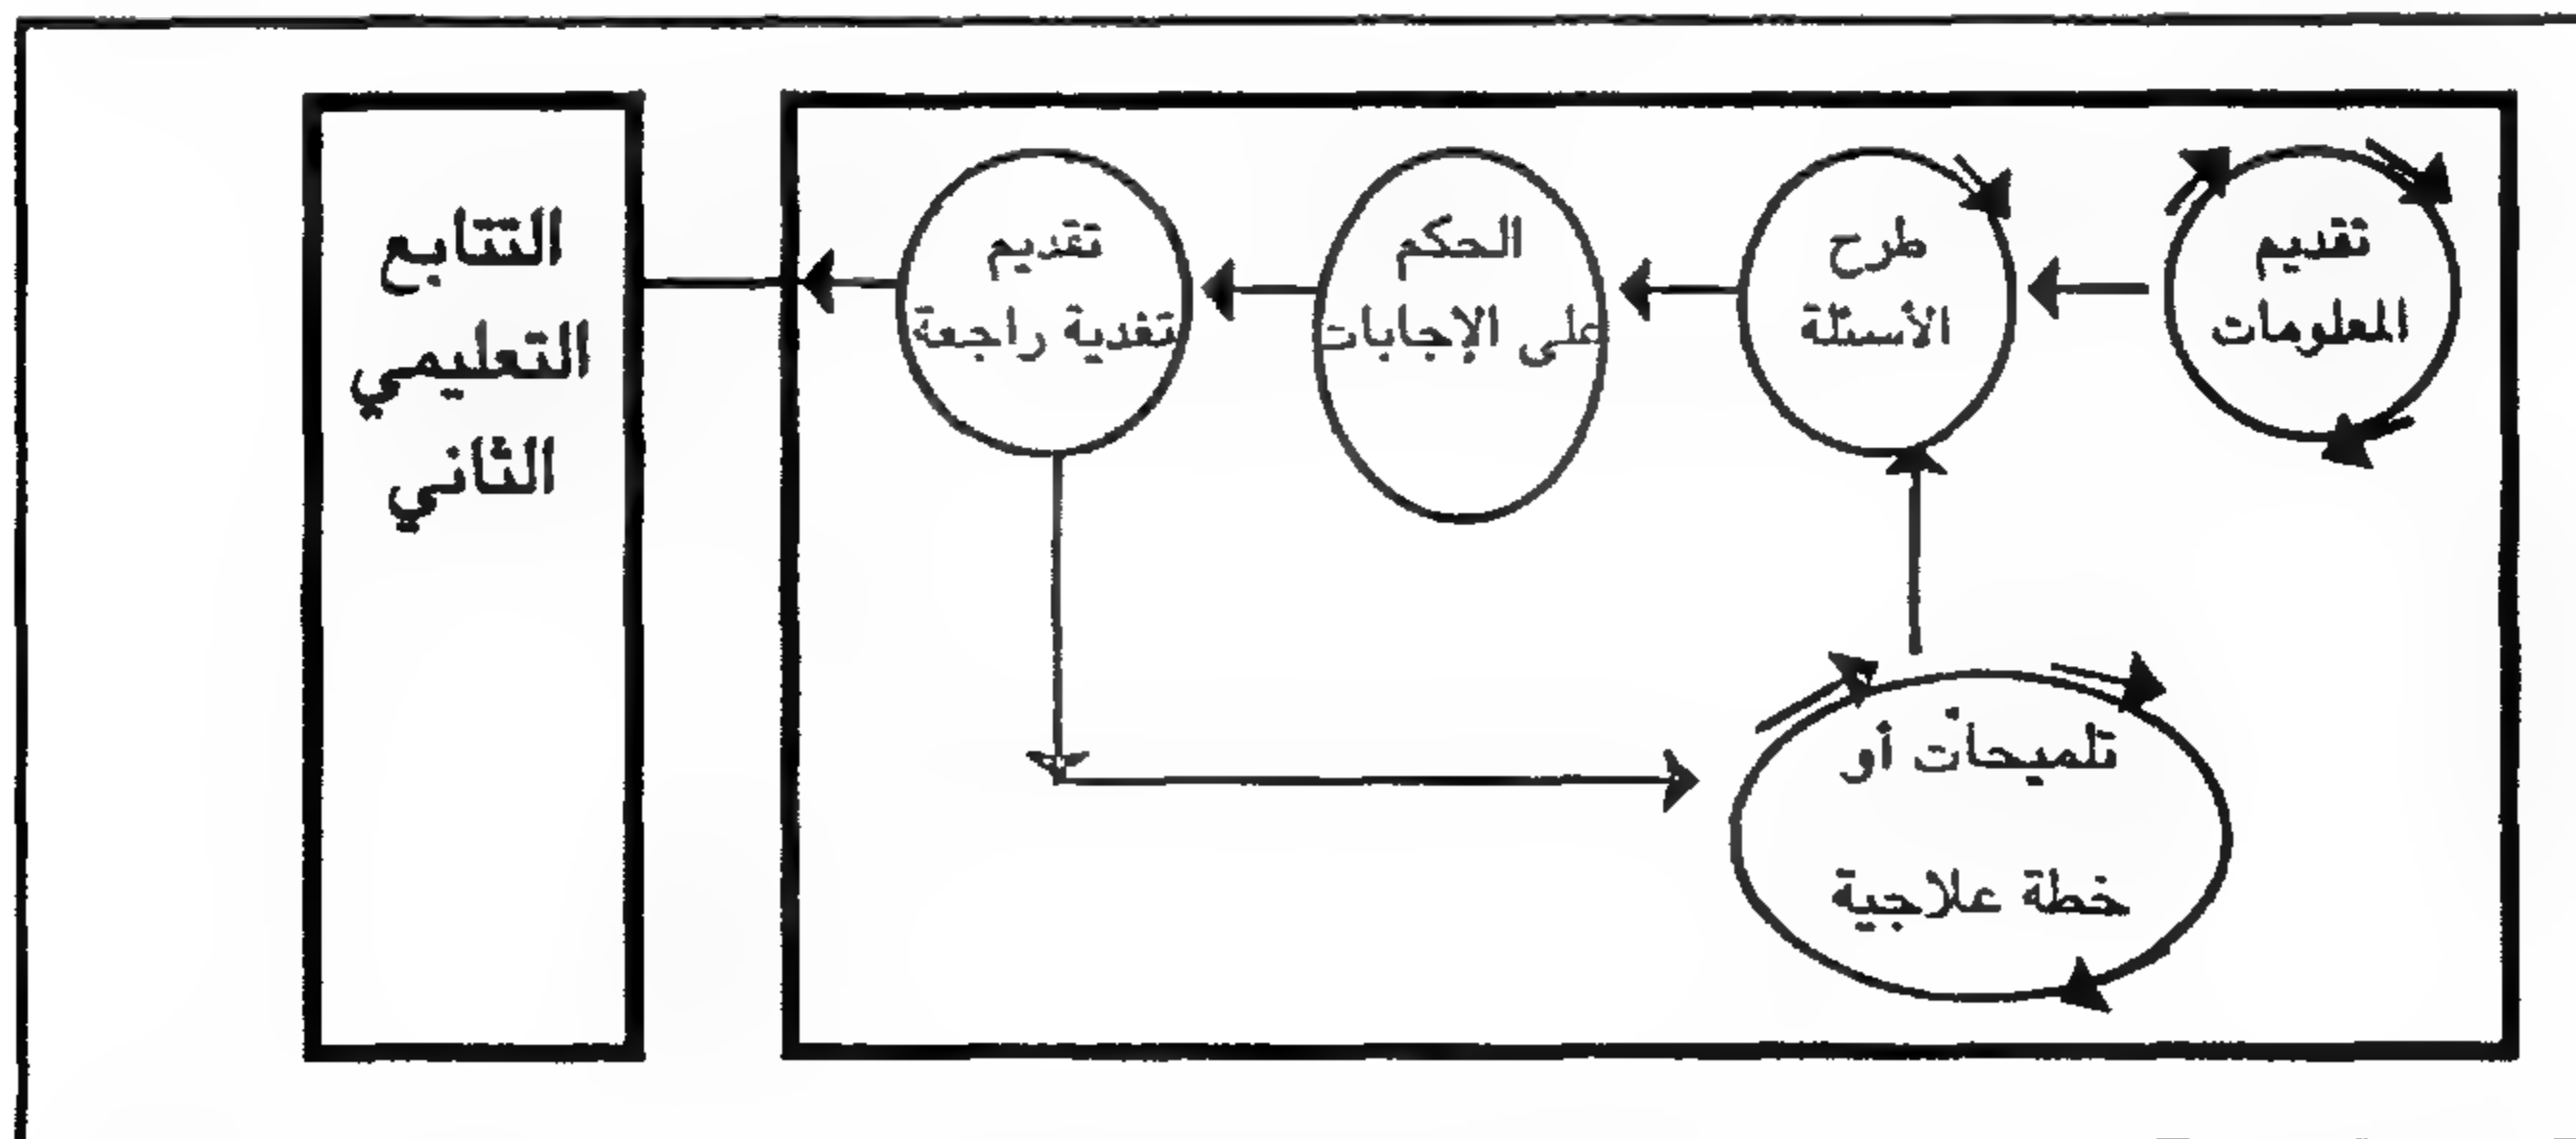 تقديم
المعلومات
طرح
الأسئلة
الحكم
على الإجابات
تقديم
تغذية راجعة
تلميحات أو
خطة علاجية
التتابع
التعليمي
الثاني